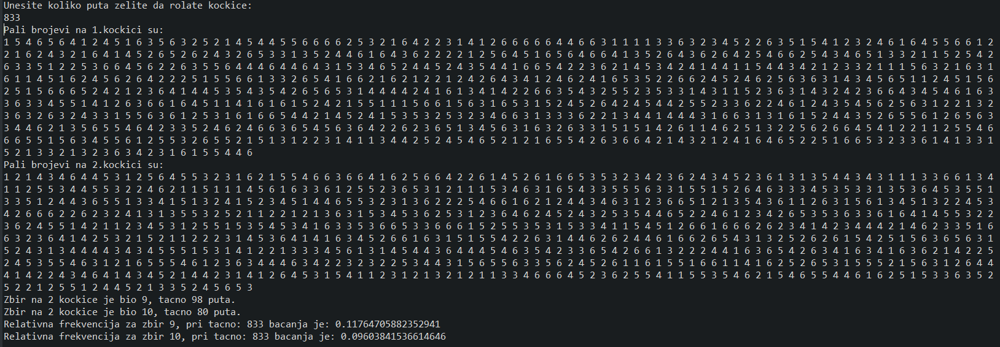 Unesite koliko puta zelite da rolate kockice:
833
Pali brojevi na 1.kockici su:
1 5 4 6 5 6 4 1 2 4 5 1 6 3 5 6 3 2 5 2 1 4 5 4 4 5 5 6 6 6 6 2 5 3 2 1 6 4 2 2 3 1 4 1 2 6 6 6 6 6 4 4 6 6 3 1 1 1 1 3 3 6 3 2 3 4 5 2 2 6 3 5 1 5 4 1 2 3 2 4 6 1 6 4 5 5 6 6 1 2
2 1 6 2 4 3 2 1 6 4 1 4 5 2 6 5 2 6 2 4 3 2 6 5 3 3 1 3 5 2 4 4 6 1 6 4 3 6 2 2 2 2 1 2 5 6 4 5 1 6 5 6 4 6 6 4 1 3 5 2 6 4 3 6 2 6 4 2 5 4 6 6 2 5 4 3 4 6 5 1 3 3 2 1 1 5 2 5 4 2
6 3 3 5 1 2 2 5 3 6 6 4 5 6 2 2 6 3 5 5 6 4 4 4 6 4 4 6 4 3 1 5 3 4 6 5 2 4 4 5 2 4 3 5 4 4 1 6 6 5 4 2 2 3 6 2 1 4 5 3 4 2 4 1 4 4 1 1 5 4 4 3 4 2 1 2 3 3 2 1 1 1 5 6 3 2 1 6 3 1
6 1 1 4 5 1 6 2 4 5 6 2 6 4 2 2 2 5 1 5 5 6 6 1 3 3 2 6 5 4 1 6 6 2 1 6 2 1 2 2 1 2 4 2 6 4 3 4 1 2 4 6 2 4 1 6 5 3 5 2 2 6 6 2 4 5 2 4 6 2 5 6 3 6 3 1 4 3 4 5 6 5 1 1 2 4 5 1 5 6
2 5 1 5 6 6 6 5 2 4 2 1 2 3 6 4 1 4 4 5 3 5 4 3 5 4 2 6 5 6 5 3 1 4 4 4 4 2 4 1 6 1 3 4 1 4 2 2 6 6 3 5 4 3 2 5 5 2 3 5 3 3 1 4 3 1 1 5 2 3 6 3 1 4 3 2 4 2 3 6 6 4 3 4 5 4 6 1 6 3
3 6 3 3 4 5 5 1 4 1 2 6 3 6 6 1 6 4 5 1 1 4 1 6 1 6 1 5 2 4 2 1 5 5 1 1 1 5 6 6 1 5 6 3 1 6 5 3 1 5 2 4 5 2 6 4 2 4 5 4 4 2 5 5 2 3 3 6 2 2 4 6 1 2 4 3 5 4 5 6 2 5 6 3 1 2 2 1 3 2
3 6 3 2 6 3 2 4 3 3 1 5 5 6 3 6 1 2 5 3 1 6 1 6 6 5 4 4 2 1 4 5 2 4 1 5 3 5 3 2 5 3 2 3 4 6 6 3 1 3 3 3 6 2 2 1 3 4 4 1 4 4 4 3 1 6 6 3 1 3 1 6 1 5 2 4 4 3 5 2 6 5 5 6 1 2 6 5 6 3
3 4 4 6 2 1 3 5 6 5 5 4 6 4 2 3 3 5 2 4 6 2 4 6 6 3 6 5 4 5 6 3 6 4 2 2 6 2 3 6 5 1 3 4 5 6 3 1 6 3 2 6 3 3 1 5 1 5 1 4 2 6 1 1 4 6 2 5 1 3 2 2 5 6 2 6 6 4 5 4 1 2 2 1 1 2 5 5 4 6
6 6 5 5 1 5 6 3 4 5 5 6 1 2 5 5 3 2 6 5 5 2 1 5 1 3 1 2 2 3 1 4 1 1 3 4 4 2 5 2 4 5 4 6 5 2 1 2 1 6 5 5 4 2 6 3 6 6 4 2 1 4 3 2 1 2 4 1 6 4 6 5 2 2 5 1 6 6 5 3 2 3 3 6 1 4 1 3 3 1
5 2 1 3 3 2 1 3 2 3 6 3 4 2 3 1 6 1 5 5 4 4 6
Pali brojevi na 2.kockici su:
1 2 1 4 3 4 6 4 4 5 3 1 2 5 6 4 5 5 3 2 3 1 6 2 1 5 5 4 6 6 3 6 6 4 1 6 2 5 6 6 4 2 2 6 1 4 5 2 6 1 6 6 5 3 5 3 2 3 4 2 3 6 2 4 3 4 5 2 3 6 1 3 1 3 5 4 4 3 4 3 1 1 1 3 3 6 6 1 3 4
1 1 2 5 5 3 4 4 5 5 3 2 2 4 6 2 1 1 5 1 1 1 4 5 6 1 6 3 3 6 1 2 5 5 2 3 6 5 3 1 2 1 1 1 5 3 4 6 3 1 6 5 4 3 3 5 5 5 6 3 3 1 5 5 1 5 2 6 4 6 3 3 3 4 5 3 5 3 3 1 3 5 3 6 4 5 3 5 5 1
3 3 5 1 2 4 4 3 6 5 5 1 3 3 4 1 5 1 3 2 4 1 5 2 3 4 5 1 4 4 6 5 5 3 2 3 1 3 6 2 2 2 5 4 6 6 1 6 2 1 2 4 4 3 4 6 3 1 2 3 6 6 5 1 2 1 3 5 4 3 6 1 1 2 6 3 1 5 6 1 3 4 5 1 3 2 2 4 5 3
4 2 6 6 6 2 2 6 2 3 2 4 1 3 1 3 5 5 3 2 5 2 1 1 2 2 1 2 1 3 6 3 1 5 3 4 5 3 6 2 5 3 1 2 3 6 4 6 2 4 5 2 4 3 2 5 3 5 4 4 6 5 2 2 4 6 1 2 3 4 2 6 5 3 5 3 6 3 3 6 1 6 4 1 4 5 5 3 2 2
3 6 2 4 5 5 1 4 2 1 1 2 3 4 5 3 1 2 5 5 1 5 3 5 4 5 3 4 1 6 3 3 5 3 6 6 5 3 3 6 6 6 1 5 2 5 5 3 5 3 1 5 3 3 4 1 1 5 4 5 1 2 6 6 1 6 6 6 2 6 2 3 4 1 4 2 3 4 4 4 2 1 4 6 2 3 3 5 1 6
6 3 2 3 6 4 1 4 2 5 3 2 1 5 2 1 1 2 2 2 3 1 4 5 3 6 4 1 4 1 6 3 4 5 2 6 6 1 6 3 1 5 1 5 5 4 2 2 6 3 1 4 4 6 2 6 2 4 4 6 1 6 6 2 6 5 4 3 1 3 2 5 2 6 2 6 1 5 4 2 5 1 5 6 3 6 5 6 3 1
5 2 4 3 1 3 4 4 4 4 3 4 3 4 5 5 5 1 5 3 1 4 1 2 2 1 3 3 3 4 5 6 1 3 1 4 5 4 4 3 6 4 4 4 5 4 6 3 5 4 2 3 3 6 5 4 2 6 6 1 3 2 2 2 4 4 1 6 3 6 5 4 2 6 3 4 1 6 3 4 1 6 3 6 2 1 4 2 2 5
2 4 5 3 5 5 4 6 3 1 2 1 6 5 5 5 4 6 1 2 3 6 3 4 4 4 6 3 4 2 2 3 2 3 2 2 5 3 4 4 3 1 5 6 5 5 6 3 3 5 6 2 4 5 2 6 1 1 6 1 5 5 1 6 6 1 1 4 1 6 2 5 2 6 5 3 1 5 5 5 2 1 5 6 3 1 2 6 4 4
4 1 4 2 2 4 3 4 6 4 3 4 5 2 1 4 4 2 3 1 4 1 2 6 4 5 3 1 5 4 1 1 2 3 1 2 1 3 2 1 2 1 1 3 3 4 6 6 6 4 5 2 3 6 2 5 5 4 1 1 5 5 3 5 4 6 2 1 5 4 6 5 5 4 4 6 1 6 2 5 1 5 3 3 6 3 5 2
5 2 2 1 2 5 5 1 2 4 4 5 2 1 3 3 5 2 4 5 6 5 3
Zbir na 2 kockice je bio 9, tacno 98 puta.
Zbir na 2 kockice je bio 10, tacno 80 puta.
Relativna frekvencija za zbir 9, pri tacno: 833 bacanja je: 0.11764705882352941
Relativna frekvencija za zbir 10, pri tacno: 833 bacanja je: 0.09603841536614646